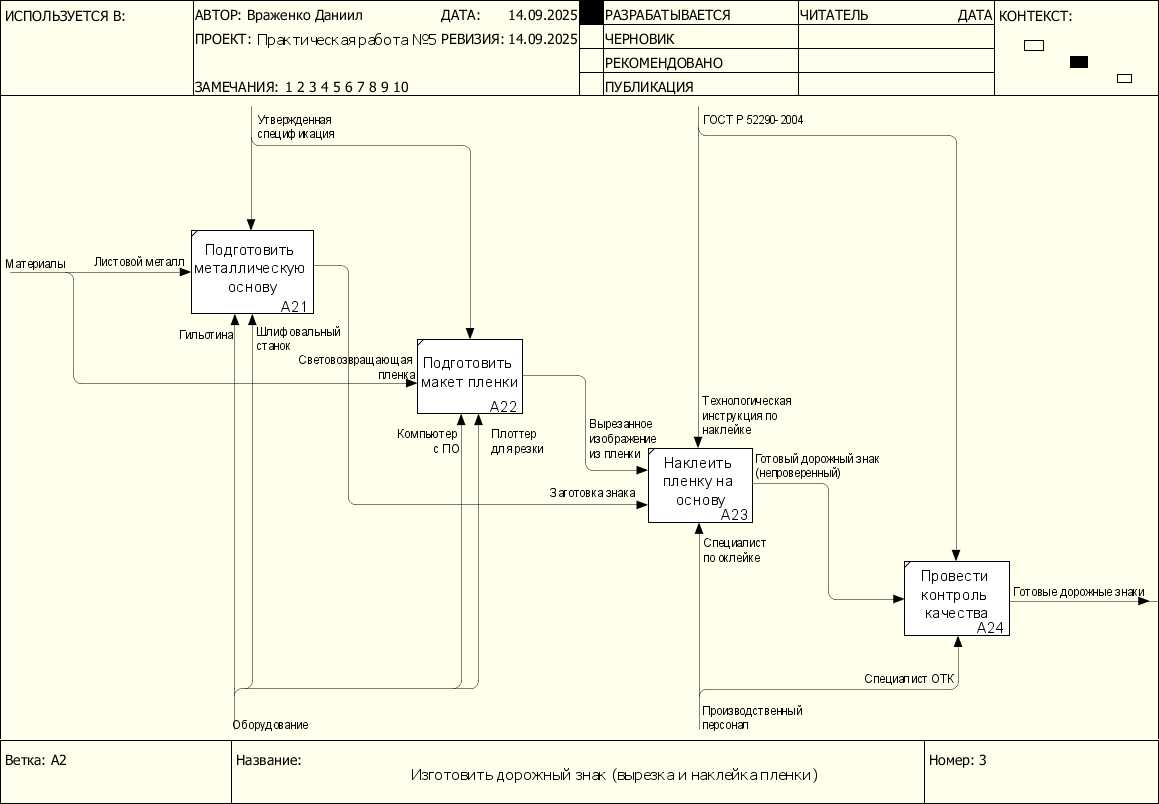 ИСПОЛЬЗУЕТСЯ В:
АВТОР: Враженко Даниил
ДАТА: 14.09.2025
ПРОЕКТ: Практическая работа №5
РЕВИЗИЯ: 14.09.2025
ЗАМЕЧАНИЯ: 1 2 3 4 5 6 7 8 9 10
РАЗРАБАТЫВАЕТСЯ
ЧЕРНОВИК
РЕКОМЕНДОВАНО
ПУБЛИКАЦИЯ
ЧИТАТЕЛЬ
ДАТА
КОНТЕКСТ:
Утвержденная
спецификация
ГОСТ Р 52290-2004
Материалы
Листовой металл
Подготовить
металлическую
основу
A21
Гильотина
Шлифовальный
станок
Световозвращающая
пленка
Подготовить
макет пленки
A22
Компьютер
с ПО
Плоттер
для резки
Вырезанное
изображение
из пленки
Технологическая
инструкция по
наклейке
Заготовка знака
Наклеить
пленку на
основу
A23
Готовый дорожный знак
(непроверенный)
Специалист
по оклейке
Провести
контроль
качества
A24
Готовые дорожные знаки
Специалист ОТК
Оборудование
Производственный
персонал
Ветка: A2
Название:
Изготовить дорожный знак (вырезка и наклейка пленки)
Номер: 3